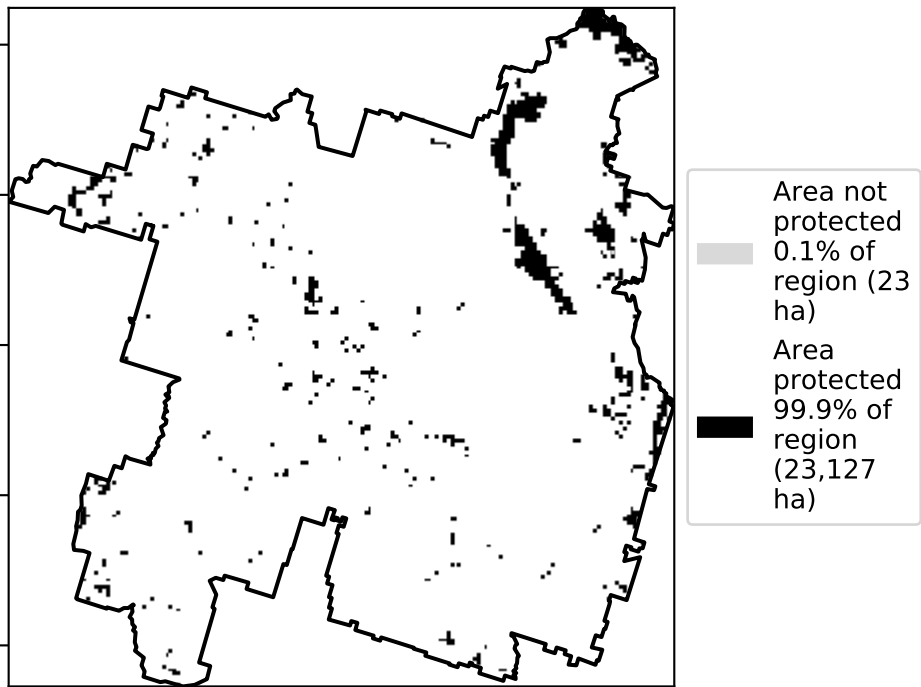 Area not
protected
0.1% of
region (23
ha)
Area
protected
99.9% of
region
(23,127
ha)